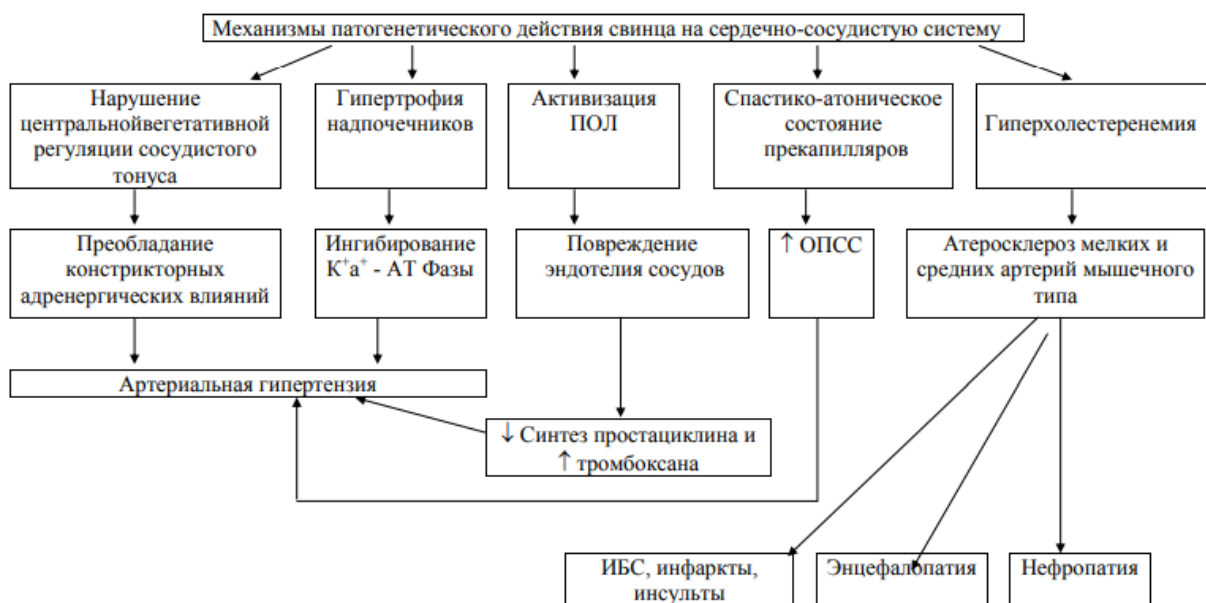 Механизмы патогенетического действия свинца на сердечно-сосудистую систему
Нарушение
центральнойвегетативной
регуляции сосудистого
тонуса
Гипертрофия
надпочечников
Активизация
ПОЛ
Спастико-атоническое
состояние
прекапилляров
Гиперхолестеренемия
Преобладание
констрикторных
адренергических влияний
Ингибирование
К⁺а⁺ - АТ Фазы
Повреждение
эндотелия сосудов
↑ ОПСС
Атеросклероз мелких и
средних артерий мышечного
типа
Артериальная гипертензия
↓ Синтез простациклина и
↑ тромбоксана
ИБС, инфаркты,
инсульты
Энцефалопатия
Нефропатия